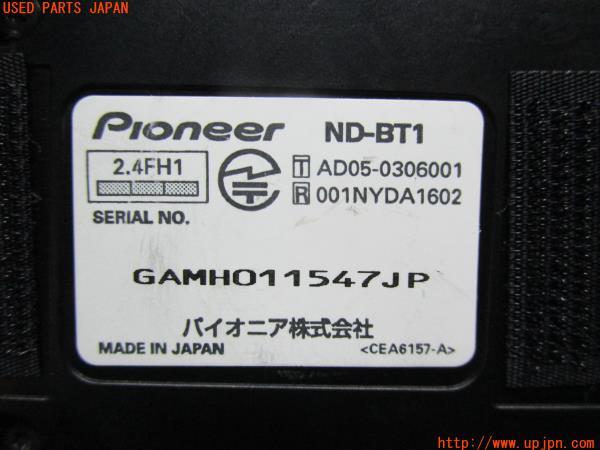 USED PARTS JAPAN
Pioneer ND-BT1
2.4FH1
T AD05-0306001
R 001NYDA1602
SERIAL NO.
GAMH011547JP
パイオニア株式会社
MADE IN JAPAN <CEA6157-A>
http://www.upjpn.com/